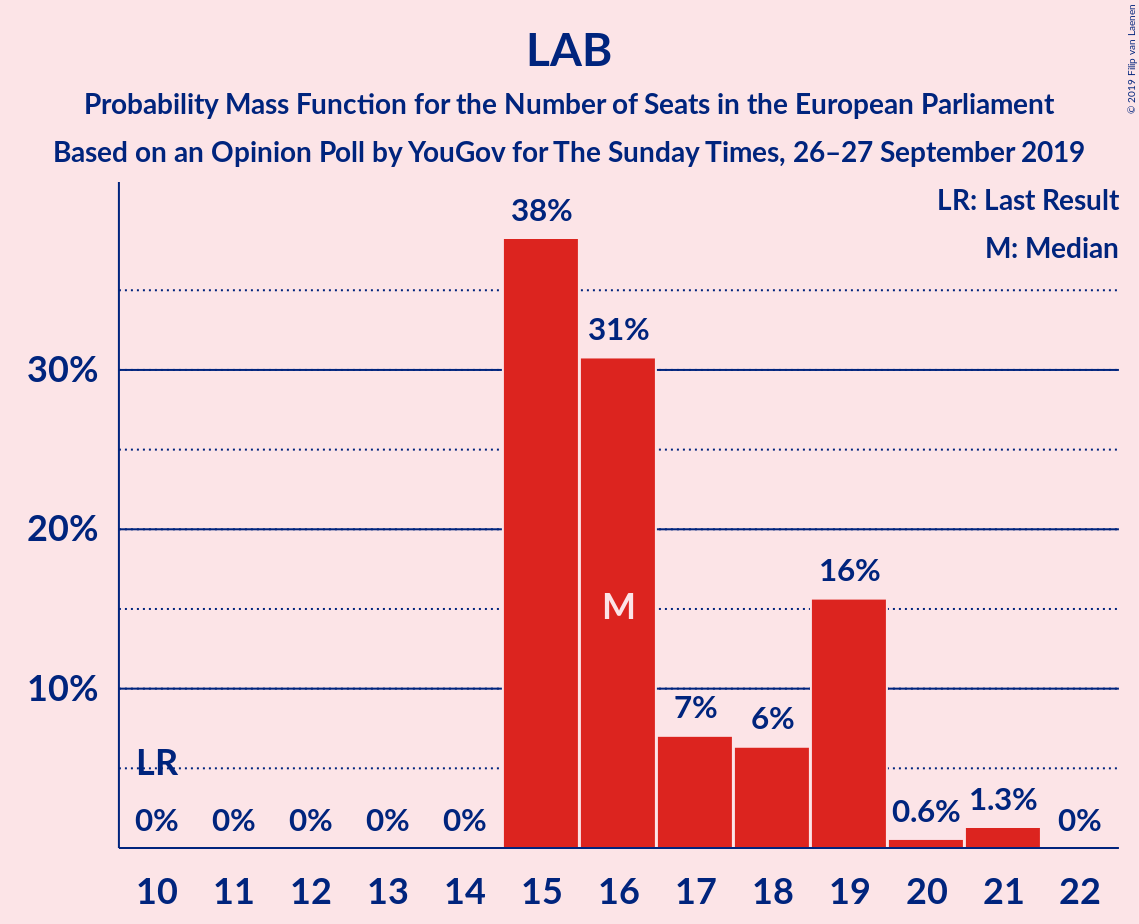 LAB
Probability Mass Function for the Number of Seats in the European Parliament
Based on an Opinion Poll by YouGov for The Sunday Times, 26–27 September 2019
© 2019 Filip van Laenen
LR: Last Result
M: Median
38%
31%
30%
20%
16%
M
10%
7%
6%
LR
0%
0%
0%
0%
0%
0.6%
1.3%
0%
10 11 12 13 14 15 16 17 18 19 20 21 22